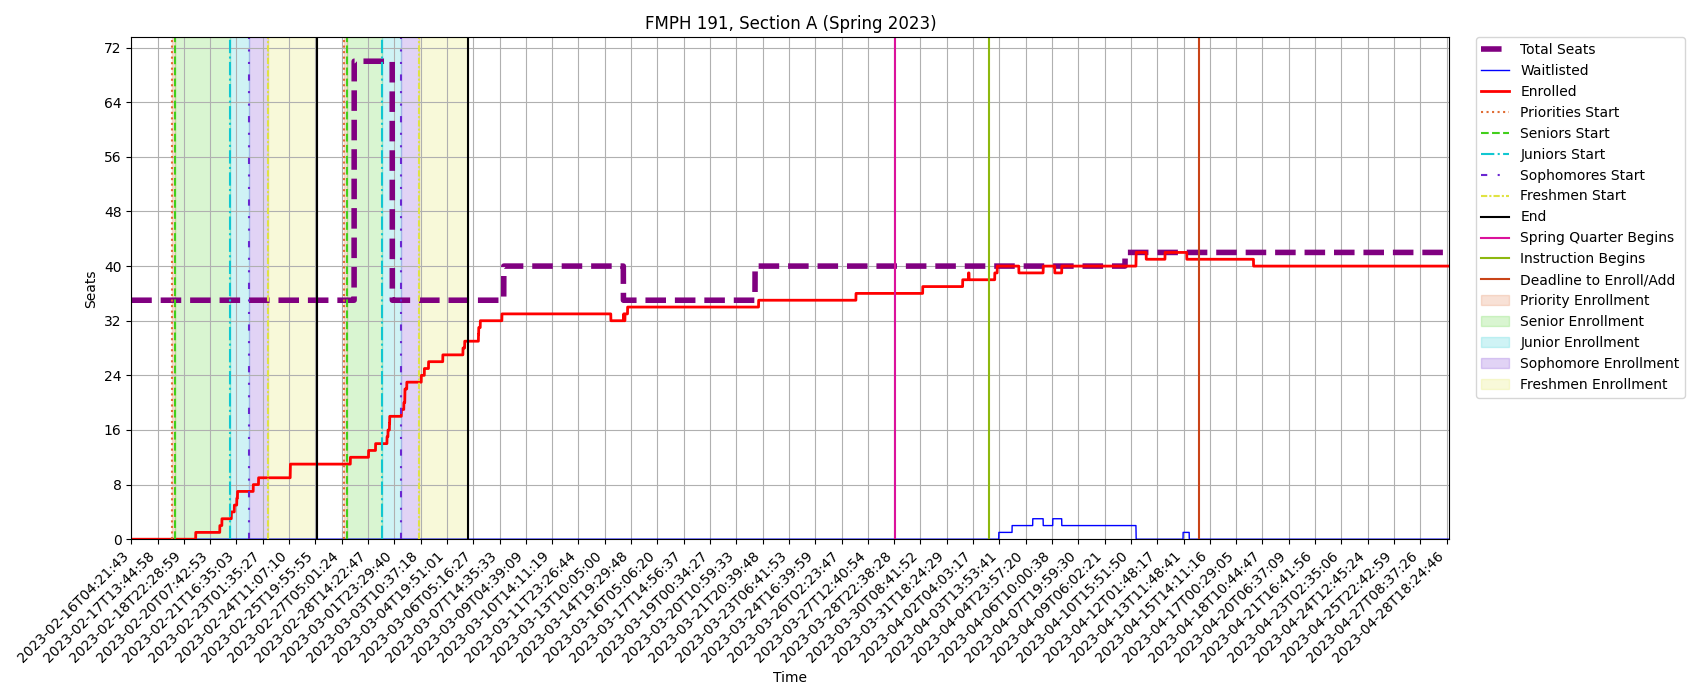 FMPH 191, Section A (Spring 2023)
Seats
72
64
56
48
40
32
24
16
8
0
2023-02-16T04:21:43
2023-02-17T13:44:58
2023-02-18T22:28:59
2023-02-20T07:42:53
2023-02-21T16:35:03
2023-02-23T01:35:27
2023-02-24T11:07:10
2023-02-25T19:55:55
2023-02-27T05:01:24
2023-02-28T14:22:47
2023-03-01T23:29:40
2023-03-03T10:37:18
2023-03-04T19:51:01
2023-03-06T05:16:27
2023-03-07T14:35:33
2023-03-09T04:39:09
2023-03-10T14:11:19
2023-03-11T23:26:44
2023-03-13T10:05:00
2023-03-14T19:29:48
2023-03-16T05:06:20
2023-03-17T14:56:37
2023-03-19T00:34:27
2023-03-20T10:59:33
2023-03-21T20:39:48
2023-03-23T06:41:53
2023-03-24T16:39:59
2023-03-26T02:23:47
2023-03-27T12:40:54
2023-03-28T22:38:28
2023-03-30T08:41:52
2023-03-31T18:24:29
2023-04-02T04:03:17
2023-04-03T13:53:41
2023-04-04T23:57:20
2023-04-06T10:00:38
2023-04-07T19:59:30
2023-04-09T06:02:21
2023-04-10T15:51:50
2023-04-12T01:48:17
2023-04-13T11:48:41
2023-04-15T14:11:16
2023-04-17T00:29:05
2023-04-18T10:44:47
2023-04-20T06:37:09
2023-04-21T16:41:56
2023-04-23T02:35:06
2023-04-24T12:45:24
2023-04-25T22:42:59
2023-04-27T08:37:26
2023-04-28T18:24:46
Time
Total Seats
Waitlisted
Enrolled
Priorities Start
Seniors Start
Juniors Start
Sophomores Start
Freshmen Start
End
Spring Quarter Begins
Instruction Begins
Deadline to Enroll/Add
Priority Enrollment
Senior Enrollment
Junior Enrollment
Sophomore Enrollment
Freshmen Enrollment